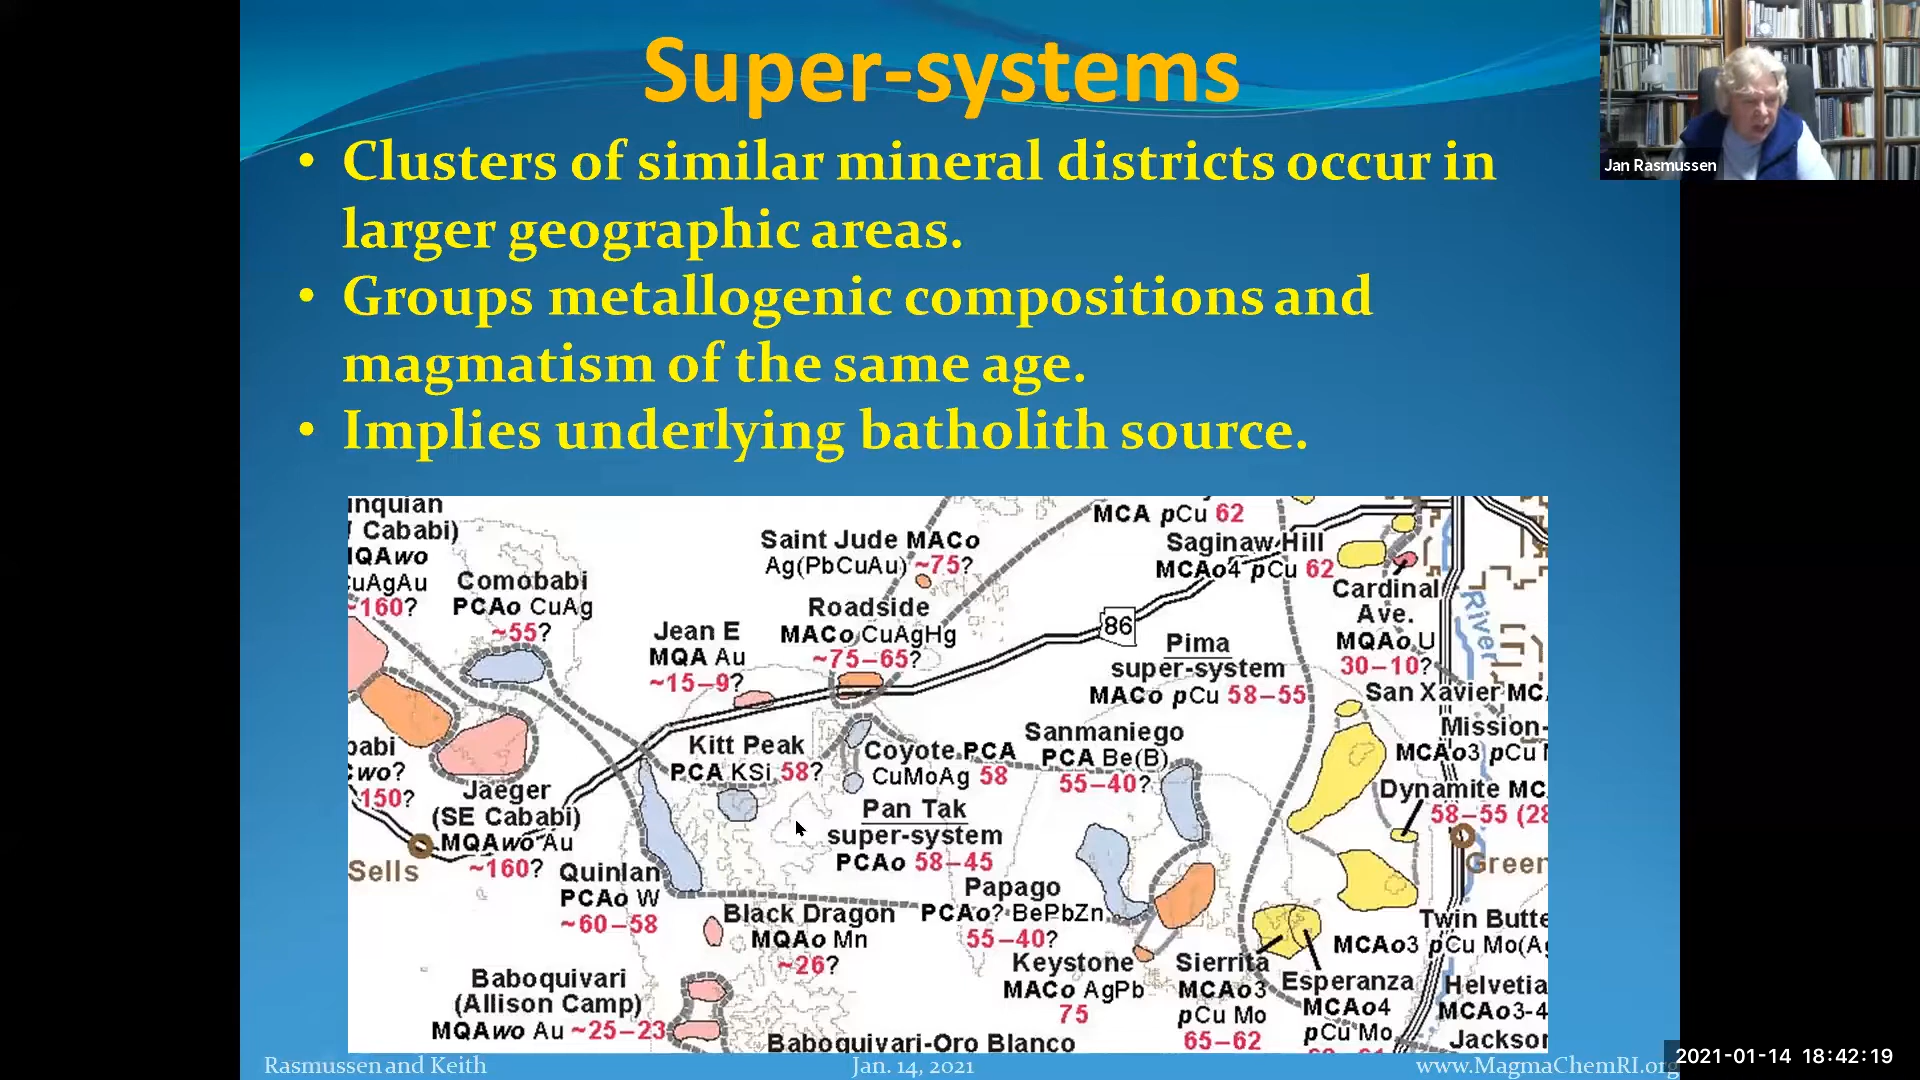 Super-systems
Jan Rasmussen
• Clusters of similar mineral districts occur in
larger geographic areas.
• Groups metallogenic compositions and
magmatism of the same age.
• Implies underlying batholith source.
MCA pCu 62
Saginaw Hill
MCAo4 pCu 62
Cababi)
Comobabi
PCAo CuAg
~55?
~160?
Saint Jude MACo
Ag(PbCuAu) ~75?
Roadside
MACo CuAgHg
~75–65?
Jean E
MQA Au
~15–9?
86
Cardinal
Ave.
MQAo U
30–10?
River
Pima
super-system
MACo pCu 58–55
San Xavier MC
Mission-
MCAo3 pCu
Dynamite MC
58–55 (28
Kitt Peak
PCA KSi 58?
Coyote PCA
CuMoAg 58
Sanmaniego
PCA Be(B)
55–40?
Pan Tak
super-system
PCAo 58–45
150?
Jaeger
(SE Cababi)
MQAwo Au
~160?
Sells
Quinlan
PCAo W
~60–58
Papago
PCAo? BePbZn
55–40?
Black Dragon
MQAo Mn
~26?
Keystone
MACo AgPb
75
Sierrita
MCAo3
pCu Mo
65–62
Esperanza
MCAo4
pCu Mo
Green
Twin Butte
MCAo3 pCu Mo(Ag
Helvetia
MCAo3-4
Jackson
Baboquivari
(Allison Camp)
MQAwo Au ~25–23
Baboquivari-Oro Blanco
Rasmussen and Keith
Jan. 14, 2021
www.MagmaChemRI.org
2021-01-14 18:42:19